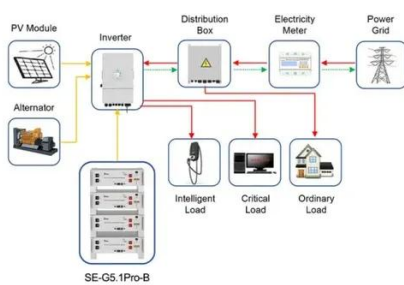 PV Module
Inverter
Distribution
Box
Electricity
Meter
Power
Grid
Alternator
Intelligent
Load
Critical
Load
Ordinary
Load
SE-G5.1Pro-B